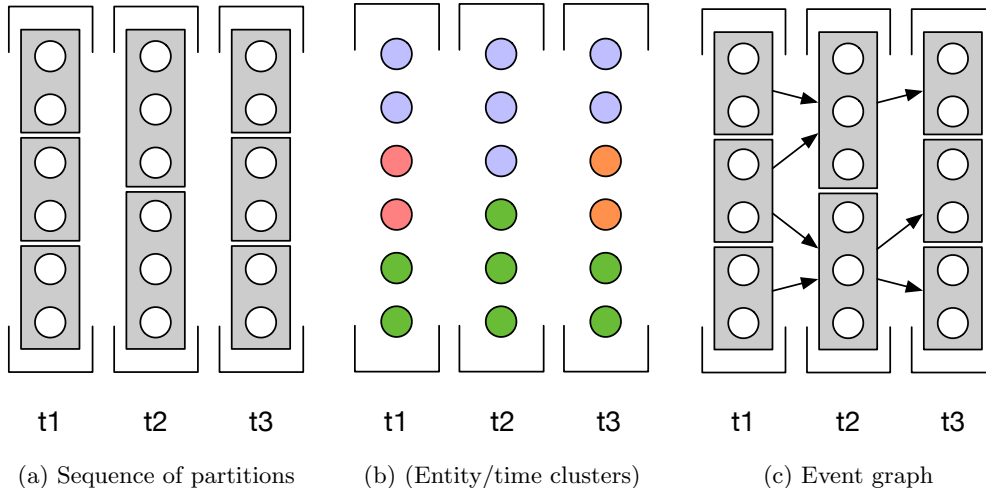 t1 t2 t3 t1 t2 t3 t1 t2 t3
(a) Sequence of partitions (b) (Entity/time clusters) (c) Event graph